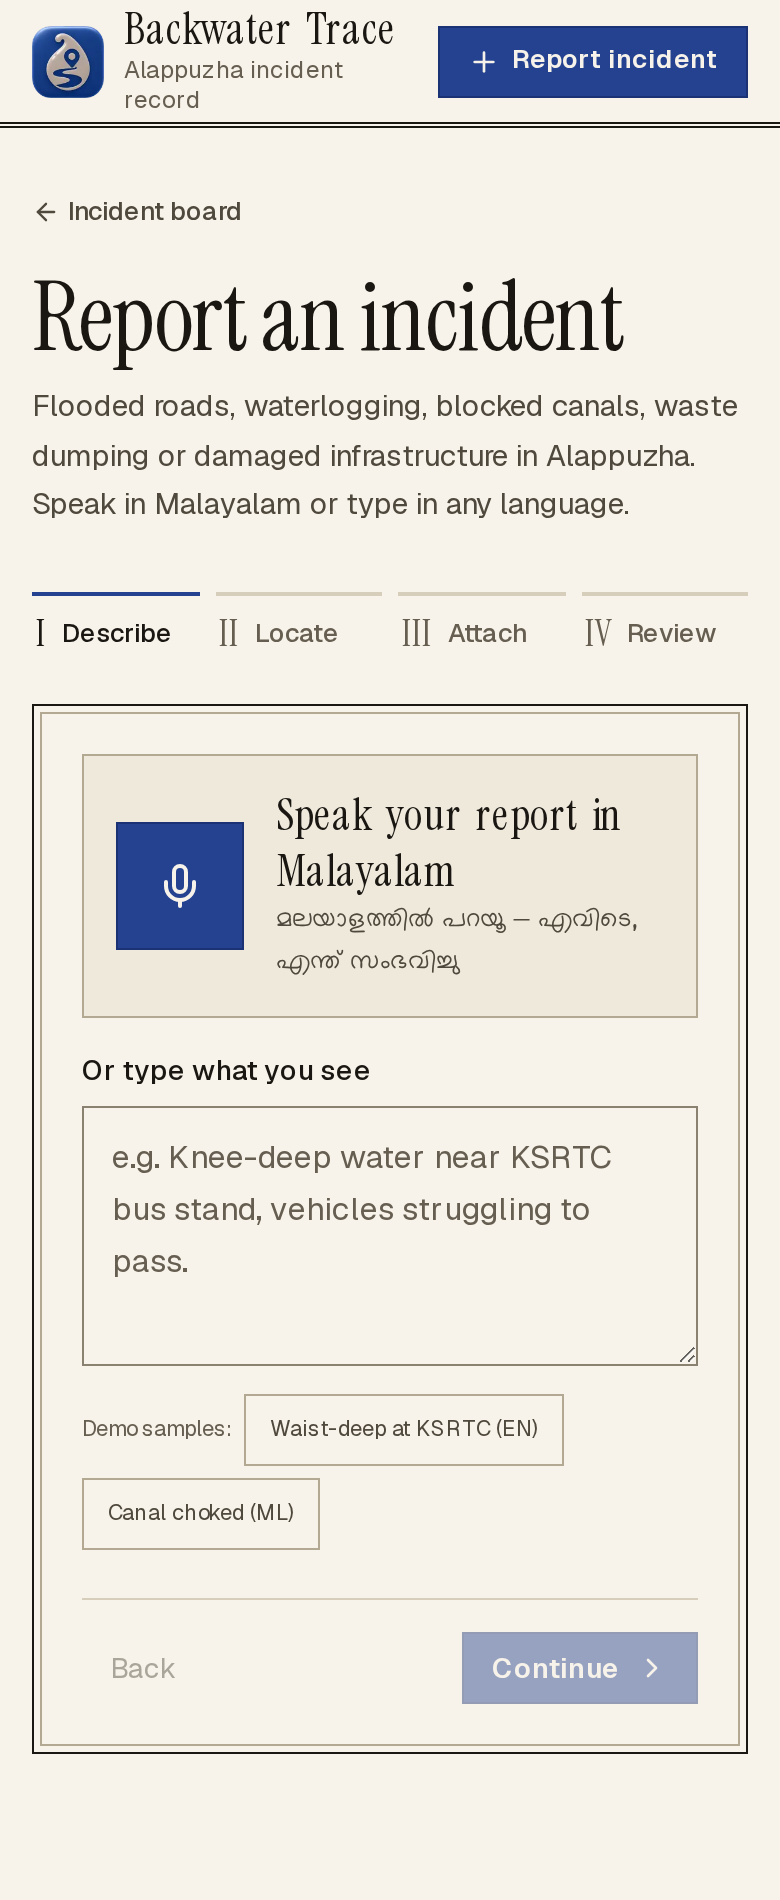 Backwater Trace
Alappuzha incident
record
Report incident
Incident board
Report an incident
Flooded roads, waterlogging, blocked canals, waste
dumping or damaged infrastructure in Alappuzha.
Speak in Malayalam or type in any language.
I Describe
II Locate
III Attach
IV Review
Speak your report in
Malayalam
മലയാളത്തിൽ പറയൂ — എവിടെ,
എന്ത് സംഭവിച്ചു
Or type what you see
e.g. Knee-deep water near KSRTC
bus stand, vehicles struggling to
pass.
Demo samples:
Waist-deep at KSRTC (EN)
Canal choked (ML)
Back
Continue